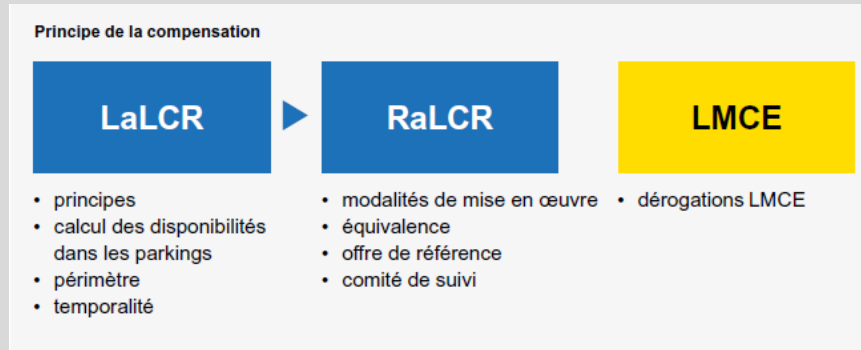 Principe de la compensation
LaLCR
RaLCR
LMCE
• principes
• calcul des disponibilités
dans les parkings
• périmètre
• temporalité
• modalités de mise en œuvre
• équivalence
• offre de référence
• comité de suivi
• dérogations LMCE